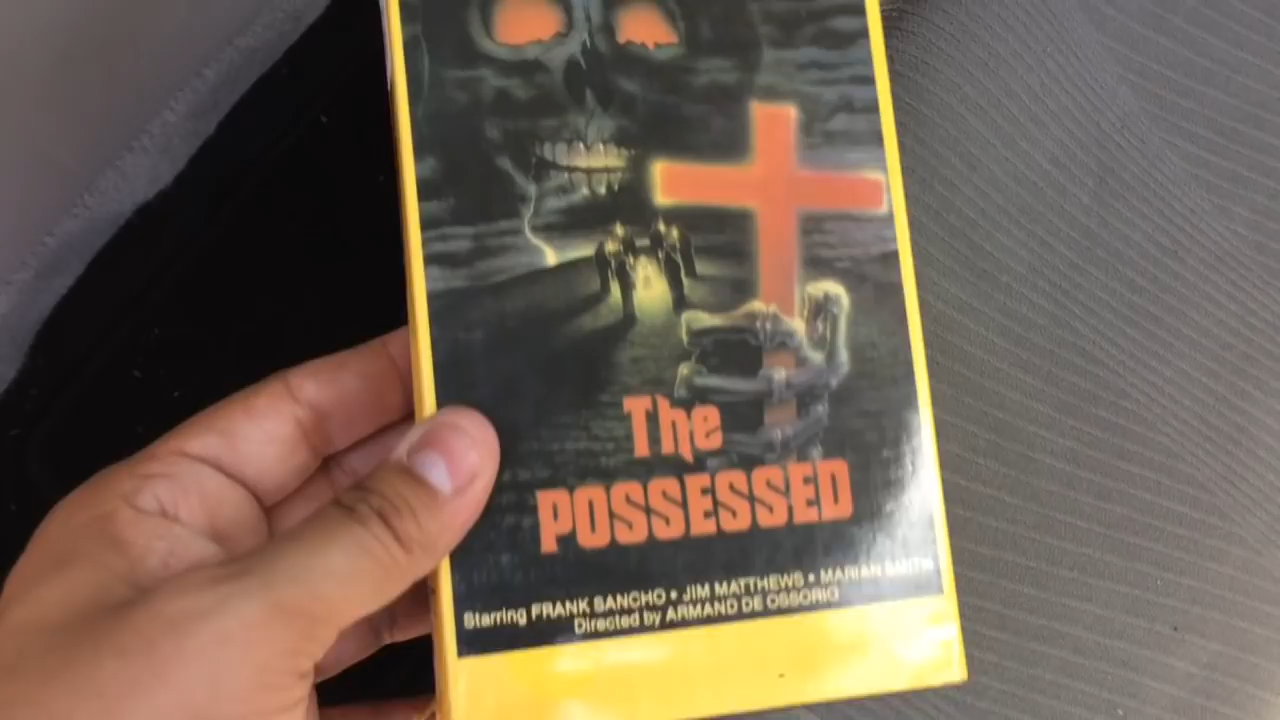 The
POSSESSED
Starring FRANK SANCHO • JIM MATTHEWS • MARIAN SMITH
Directed by ARMAND DE OSSORIO